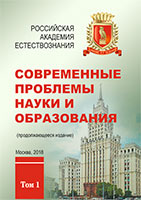 РОССИЙСКАЯ
АКАДЕМИЯ
ЕСТЕСТВОЗНАНИЯ
СОВРЕМЕННЫЕ
ПРОБЛЕМЫ
НАУКИ И
ОБРАЗОВАНИЯ
(продолжающееся издание)
Москва, 2018
Том 1